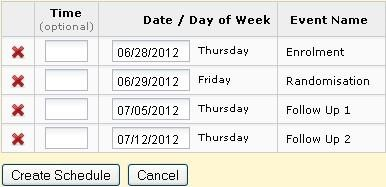 Time Date / Day of Week Event Name
(optional)
06/28/2012 Thursday Enrolment
06/29/2012 Friday Randomisation
07/05/2012 Thursday Follow Up 1
07/12/2012 Thursday Follow Up 2
Create Schedule Cancel